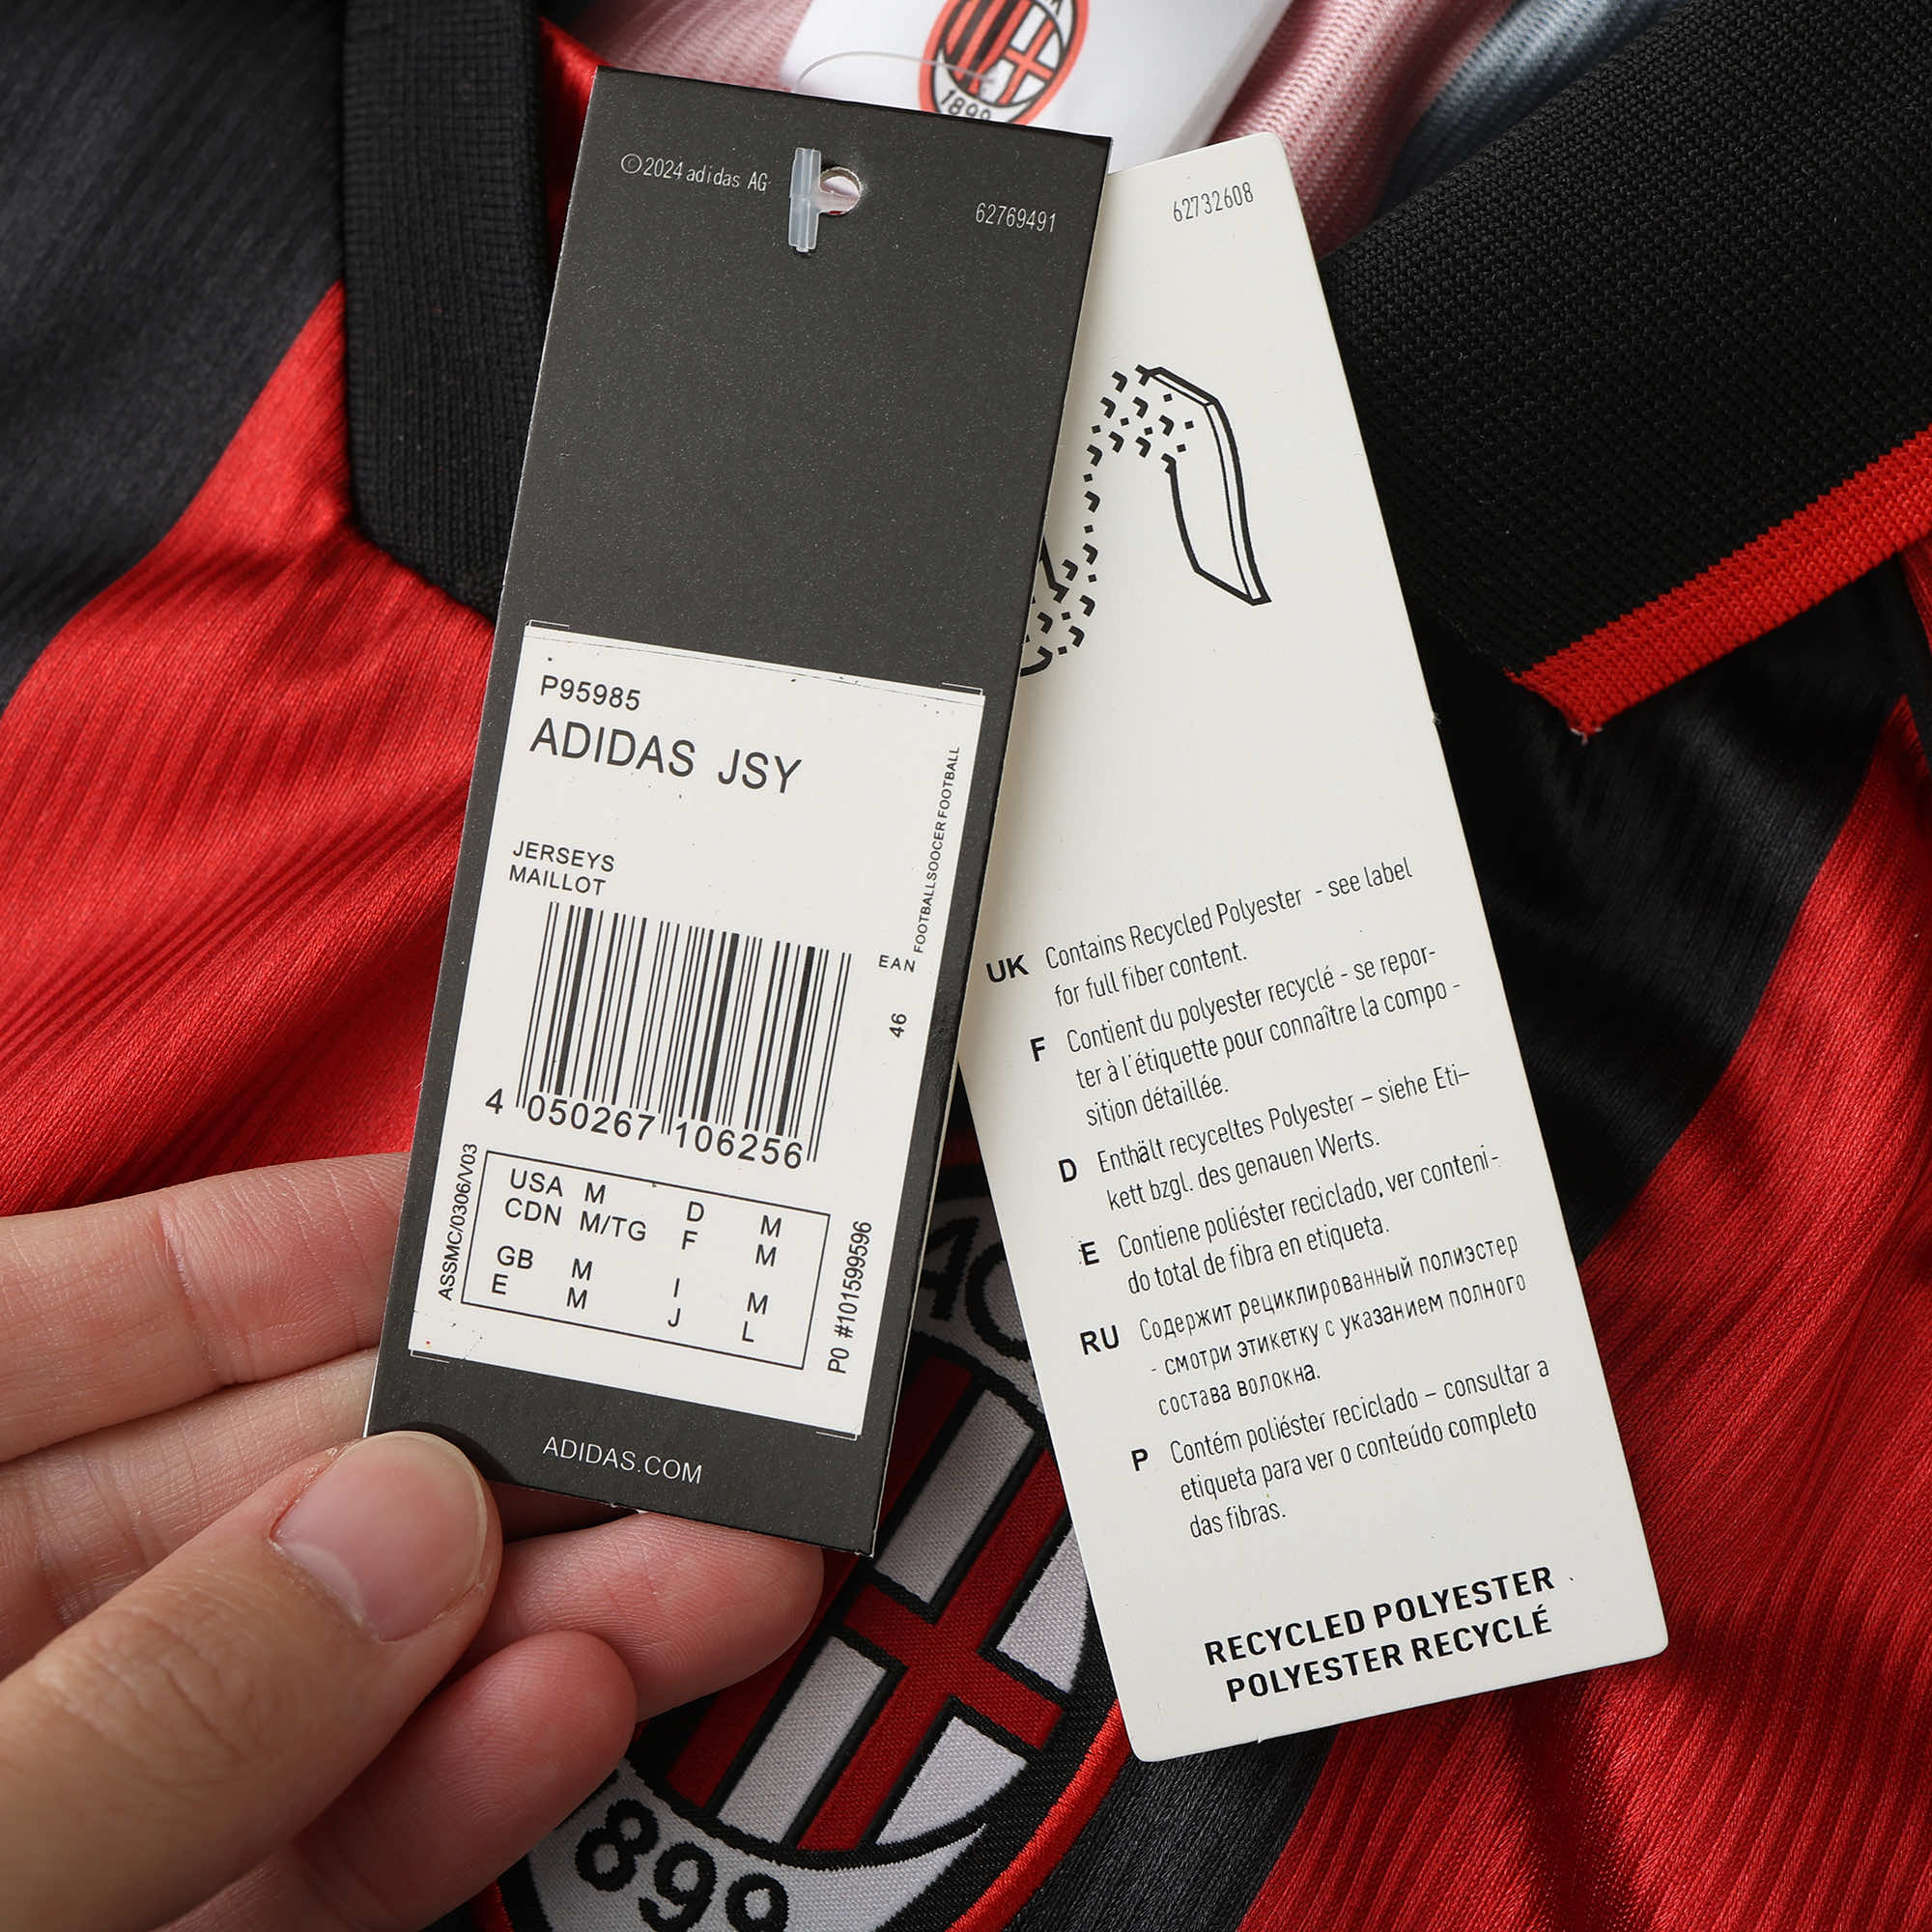 1899
©2024 adidas AG
62769491
P95985
ADIDAS JSY
JERSEYS
MAILLOT
FOOTBALLSOCCER FOOTBALL
EAN
46
4 050267 106256
ASSMC/0306/V03
USA M D M
CDN M/TG F M
GB M I M
E M J L
PO #101599596
ADIDAS.COM
62732608
UK Contains Recycled Polyester - see label
for full fiber content.
F Contient du polyester recyclé - se repor-
ter à l'étiquette pour connaître la compo -
sition détaillée.
D Enthält recyceltes Polyester – siehe Eti–
kett bzgl. des genauen Werts.
E Contiene poliéster reciclado, ver conteni-
do total de fibra en etiqueta.
RU Содержит рециклированный полиэстер
- смотри этикетку с указанием полного
состава волокна.
P Contém poliéster reciclado – consultar a
etiqueta para ver o conteúdo completo
das fibras.
RECYCLED POLYESTER
POLYESTER RECYCLÉ
AC
899